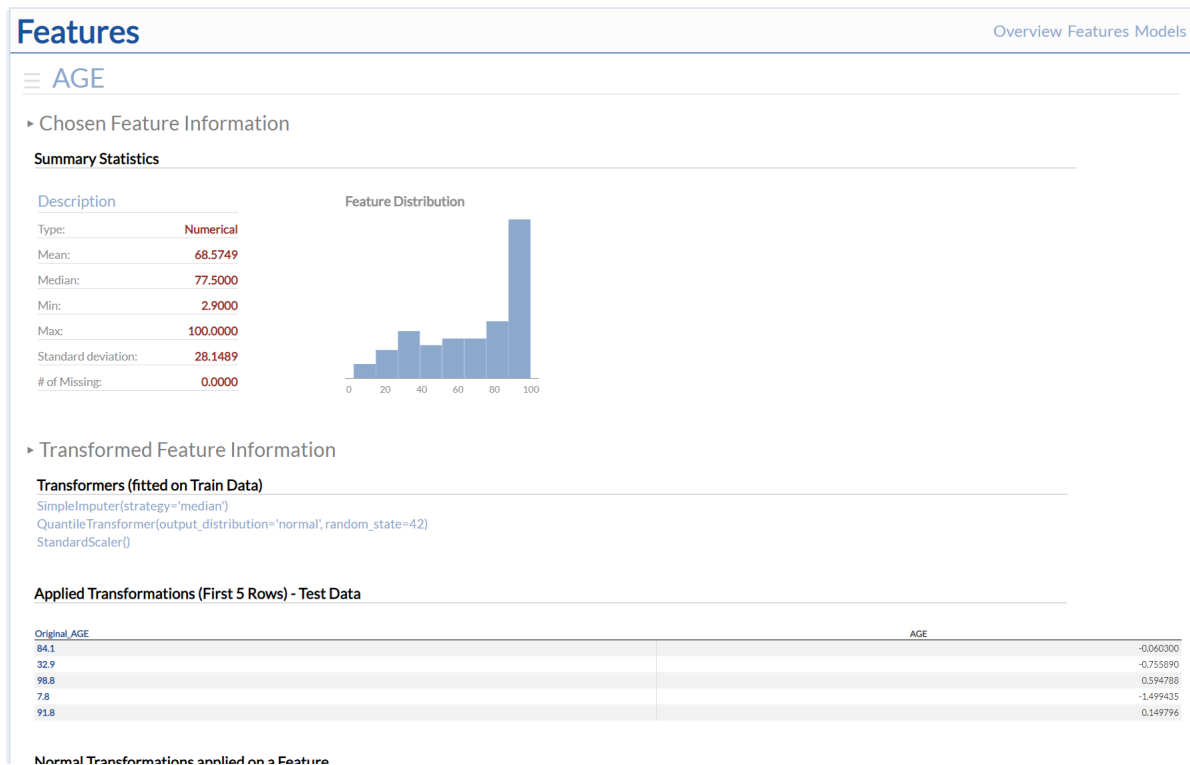 Features
Overview Features Models
☰ AGE
▸ Chosen Feature Information
Summary Statistics
Description
Type: Numerical
Mean: 68.5749
Median: 77.5000
Min: 2.9000
Max: 100.0000
Standard deviation: 28.1489
# of Missing: 0.0000
Feature Distribution
0 20 40 60 80 100
▸ Transformed Feature Information
Transformers (fitted on Train Data)
SimpleImputer(strategy='median')
QuantileTransformer(output_distribution='normal', random_state=42)
StandardScaler()
Applied Transformations (First 5 Rows) - Test Data
Original_AGE AGE
84.1 -0.060300
32.9 -0.755890
98.8 0.594788
7.8 -1.499435
91.8 0.149796
Normal Transformations applied on a Feature